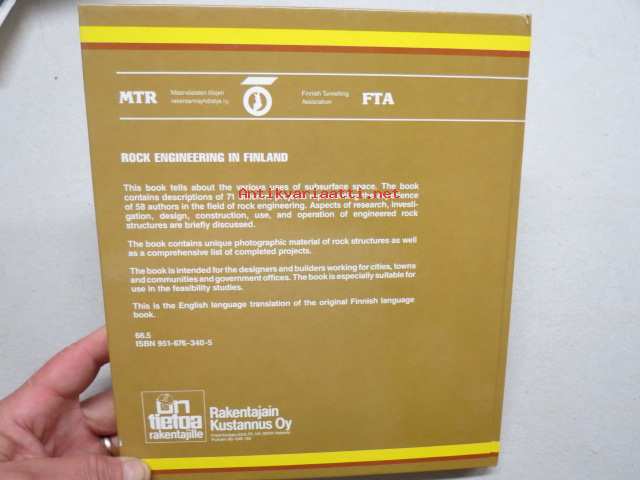 MTR
Maanalaisten tilojen
rakentamisyhdistys ry
Finnish Tunnelling
Association
FTA
ROCK ENGINEERING IN FINLAND
This book tells about the various uses of subsurface space. The book
contains descriptions of 71
of 58 authors in the field of rock engineering. Aspects of research, investi-
gation, design, construction, use, and operation of engineered rock
structures are briefly discussed.
Antikvariaatti.net
The book contains unique photographic material of rock structures as well
as a comprehensive list of completed projects.
The book is intended for the designers and builders working for cities, towns
and communities and government offices. The book is especially suitable for
use in the feasibility studies.
This is the English language translation of the original Finnish language
book.
66.5
ISBN 951-676-340-5
on
tietoa
rakentajille
Rakentajain
Kustannus Oy